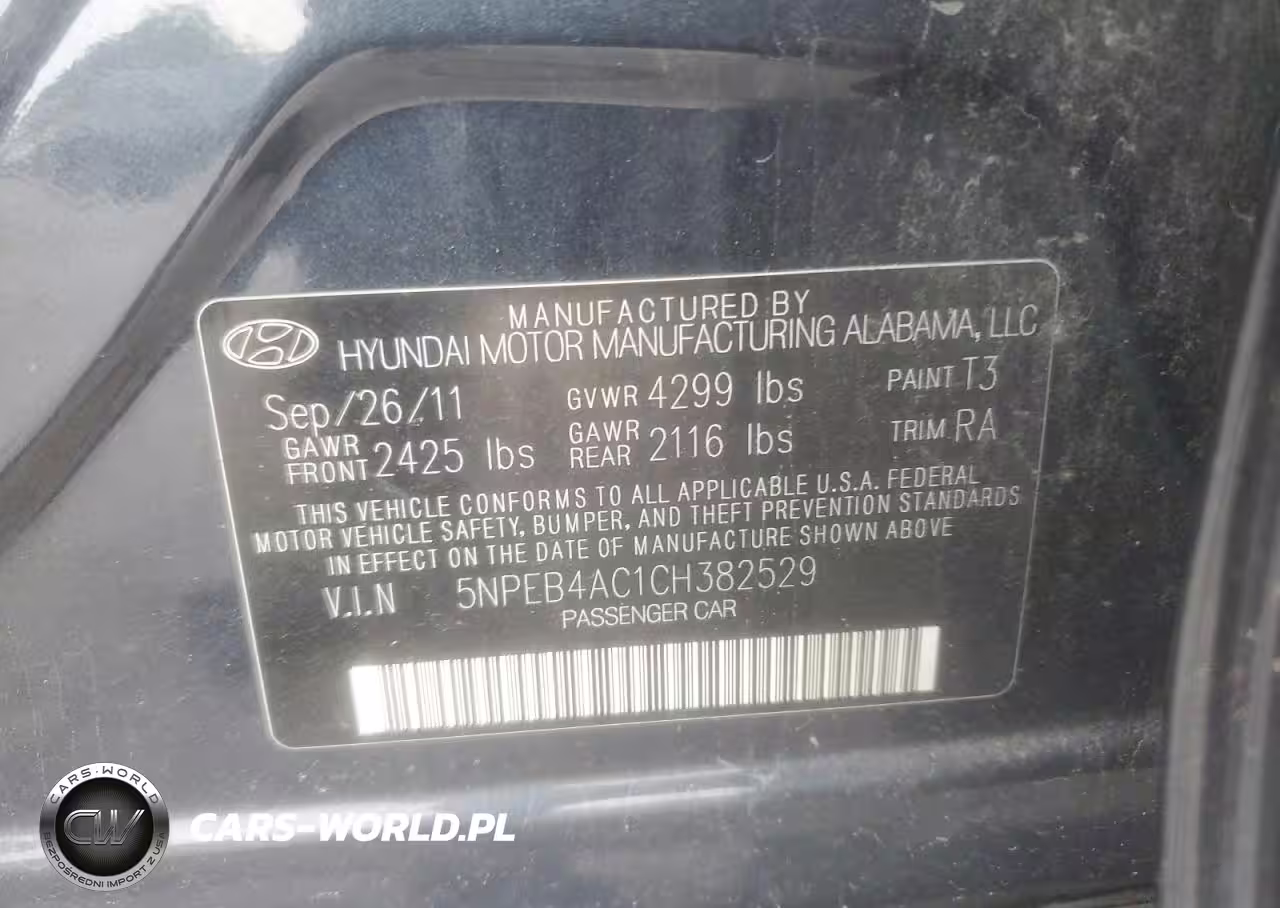 MANUFACTURED BY
HYUNDAI MOTOR MANUFACTURING ALABAMA, LLC
Sep/26/11 GVWR 4299 lbs PAINT T3
GAWR FRONT 2425 lbs GAWR REAR 2116 lbs TRIM RA
THIS VEHICLE CONFORMS TO ALL APPLICABLE U.S.A. FEDERAL
MOTOR VEHICLE SAFETY, BUMPER, AND THEFT PREVENTION STANDARDS
IN EFFECT ON THE DATE OF MANUFACTURE SHOWN ABOVE
V.I.N 5NPEB4AC1CH382529
PASSENGER CAR
CARS-WORLD
CW
BEZPOŚREDNI IMPORT Z USA
CARS-WORLD.PL